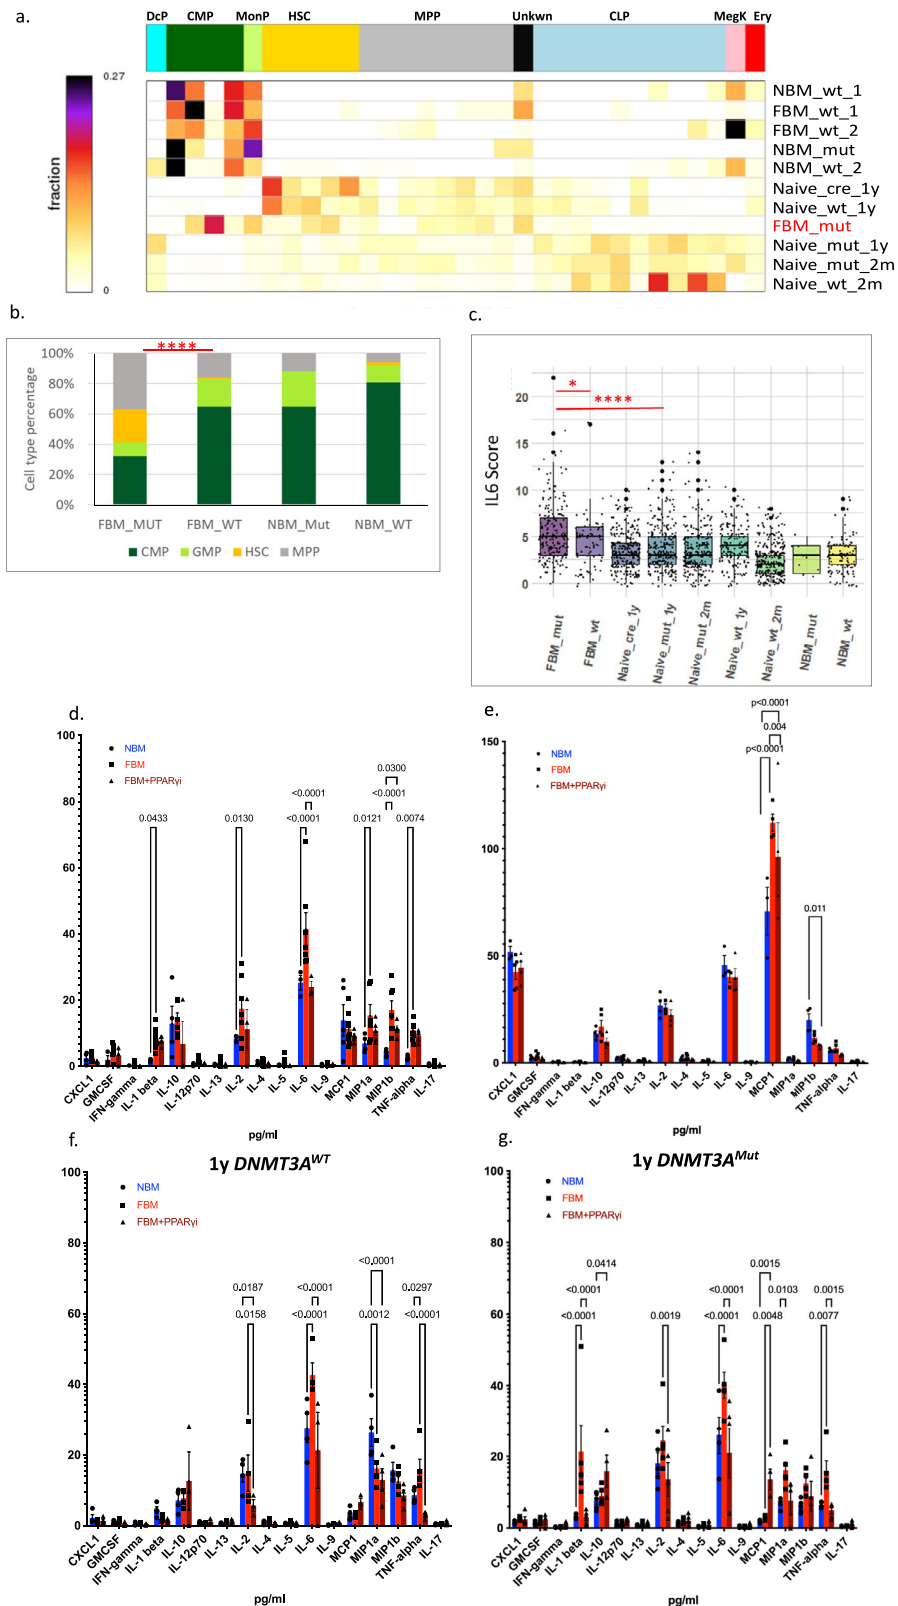 a.
DcP CMP MonP HSC MPP Unkwn CLP MegK Ery
0.27
fraction
0
NBM_wt_1
FBM_wt_1
FBM_wt_2
NBM_mut
NBM_wt_2
Naive_cre_1y
Naive_wt_1y
FBM_mut
Naive_mut_1y
Naive_mut_2m
Naive_wt_2m
b.
****
100%
80%
60%
40%
20%
0%
Cell type percentage
FBM_MUT FBM_WT NBM_Mut NBM_WT
CMP GMP HSC MPP
c.
*
****
20
15
10
5
0
IL6 Score
FBM_mut FBM_wt Naive_cre_1y Naive_mut_1y Naive_mut_2m Naive_wt_1y Naive_wt_2m NBM_mut NBM_wt
d.
100
80
60
40
20
0
NBM
FBM
FBM+PPARγi
0.0433
0.0130
<0.0001
<0.0001
0.0121
0.0300
<0.0001
0.0074
CXCL1 GMCSF IFN-gamma IL-1 beta IL-10 IL-12p70 IL-13 IL-2 IL-4 IL-5 IL-6 IL-9 MCP1 MIP1a MIP1b TNF-alpha IL-17
pg/ml
e.
150
100
50
0
NBM
FBM
FBM+PPARγi
p<0.0001
0.004
p<0.0001
0.011
CXCL1 GMCSF IFN-gamma IL-1 beta IL-10 IL-12p70 IL-13 IL-2 IL-4 IL-5 IL-6 IL-9 MCP1 MIP1a MIP1b TNF-alpha IL-17
pg/ml
f.
1y DNMT3A^WT
100
80
60
40
20
0
NBM
FBM
FBM+PPARγi
0.0187
0.0158
<0.0001
<0.0001
<0.0001
0.0012
0.0297
<0.0001
CXCL1 GMCSF IFN-gamma IL-1 beta IL-10 IL-12p70 IL-13 IL-2 IL-4 IL-5 IL-6 IL-9 MCP1 MIP1a MIP1b TNF-alpha IL-17
pg/ml
g.
1y DNMT3A^Mut
100
80
60
40
20
0
NBM
FBM
FBM+PPARγi
<0.0001
<0.0001
0.0414
0.0019
<0.0001
<0.0001
0.0015
0.0048
0.0103
0.0015
0.0077
CXCL1 GMCSF IFN-gamma IL-1 beta IL-10 IL-12p70 IL-13 IL-2 IL-4 IL-5 IL-6 IL-9 MCP1 MIP1a MIP1b TNF-alpha IL-17
pg/ml